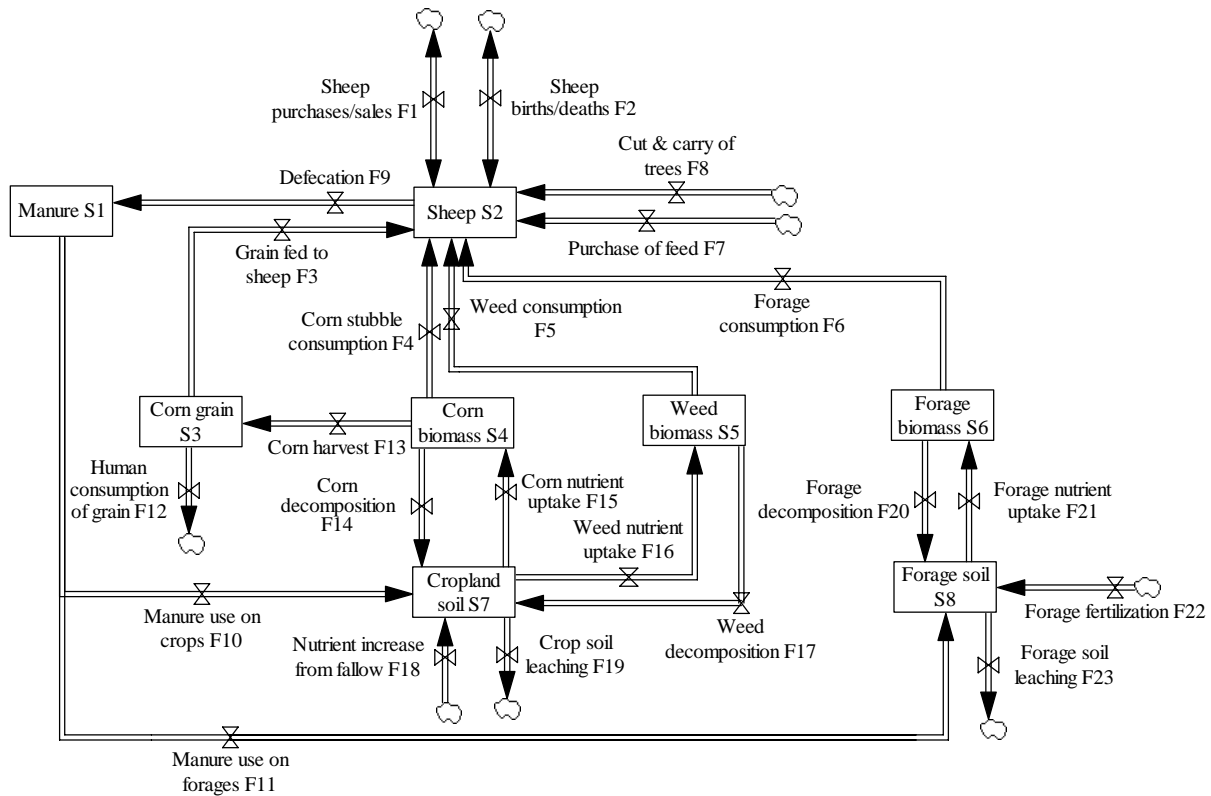 Sheep
purchases/sales F1
Sheep
births/deaths F2
Cut & carry of
trees F8
Defecation F9
Manure S1
Sheep S2
Purchase of feed F7
Grain fed to
sheep F3
Weed consumption
F5
Forage
consumption F6
Corn stubble
consumption F4
Corn grain
S3
Corn
biomass S4
Weed
biomass S5
Forage
biomass S6
Corn harvest F13
Human
consumption
of grain F12
Corn
decomposition
F14
Corn nutrient
uptake F15
Weed nutrient
uptake F16
Forage
decomposition F20
Forage nutrient
uptake F21
Cropland
soil S7
Forage soil
S8
Manure use on
crops F10
Forage fertilization F22
Nutrient increase
from fallow F18
Crop soil
leaching F19
Weed
decomposition F17
Forage soil
leaching F23
Manure use on
forages F11